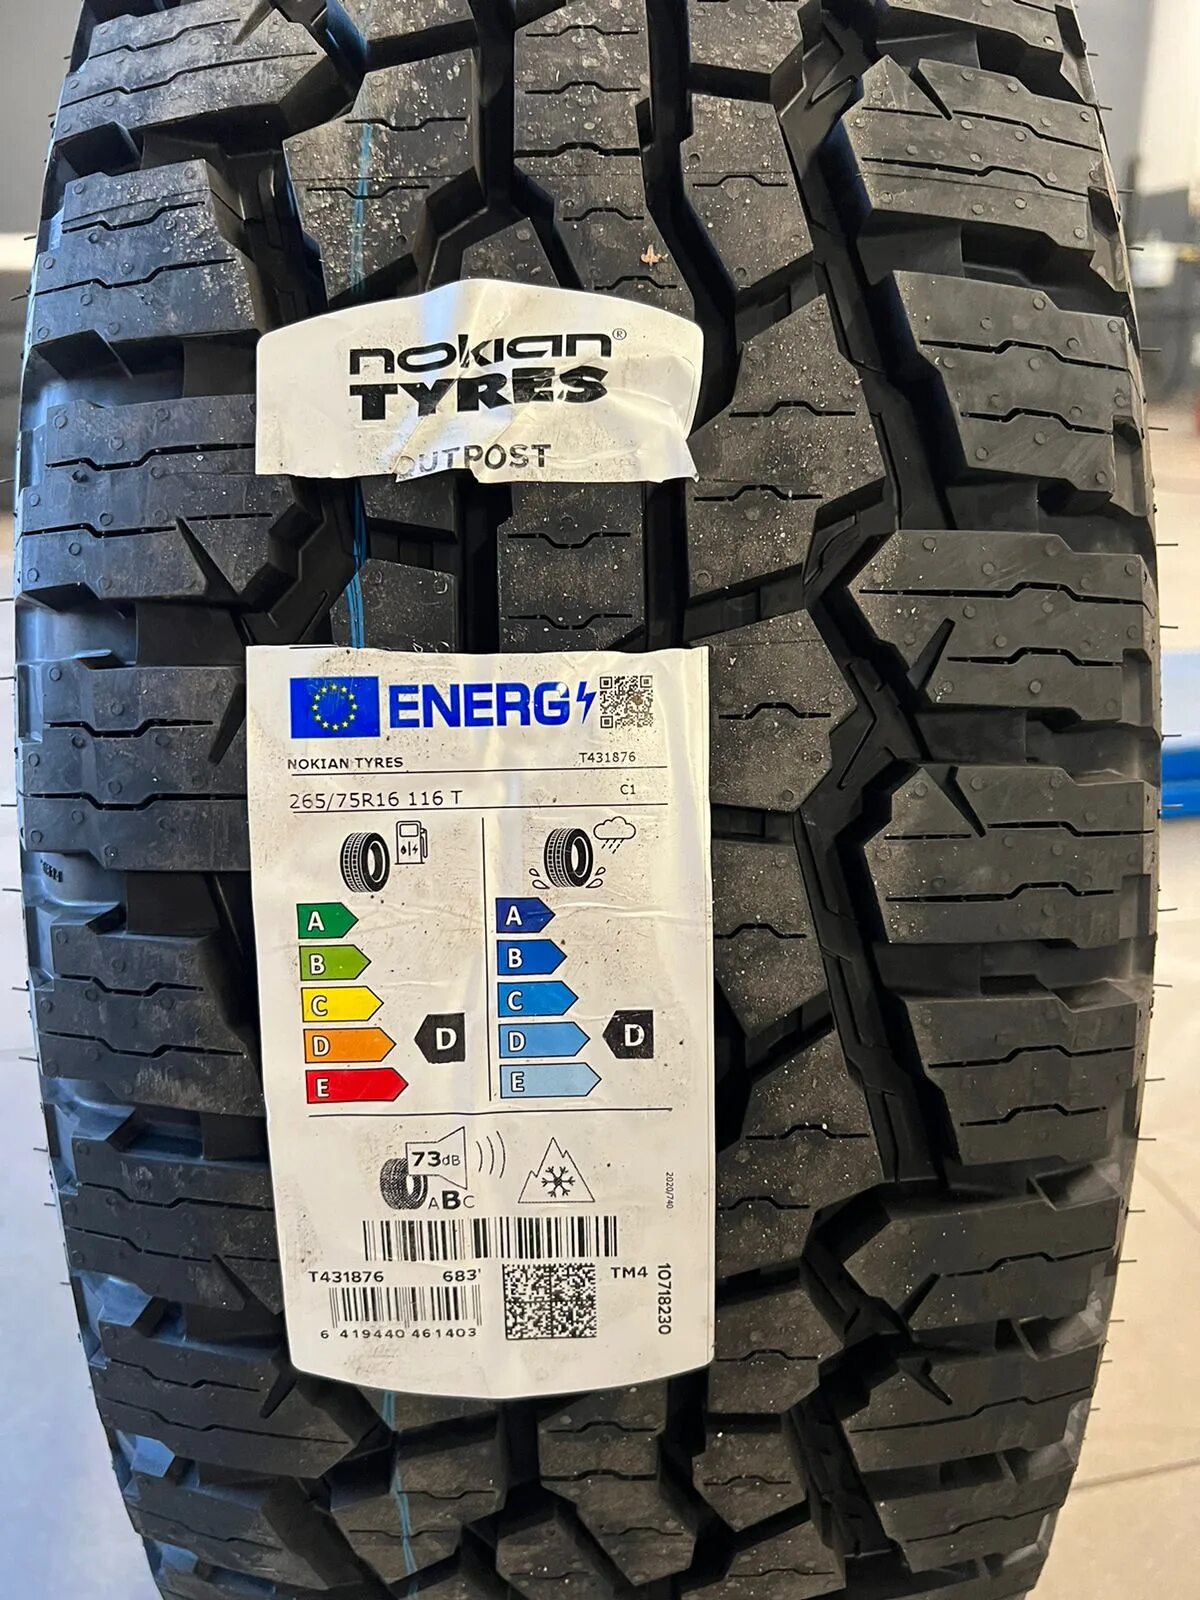 nokian®
TYRES
OUTPOST
ENERG
NOKIAN TYRES T431876
265/75R16 116 T C1
A A
B B
C C
D D D D
E E
73dB
ABC
2020/740
T431876 683' TM4
10718230
6 419440 461403